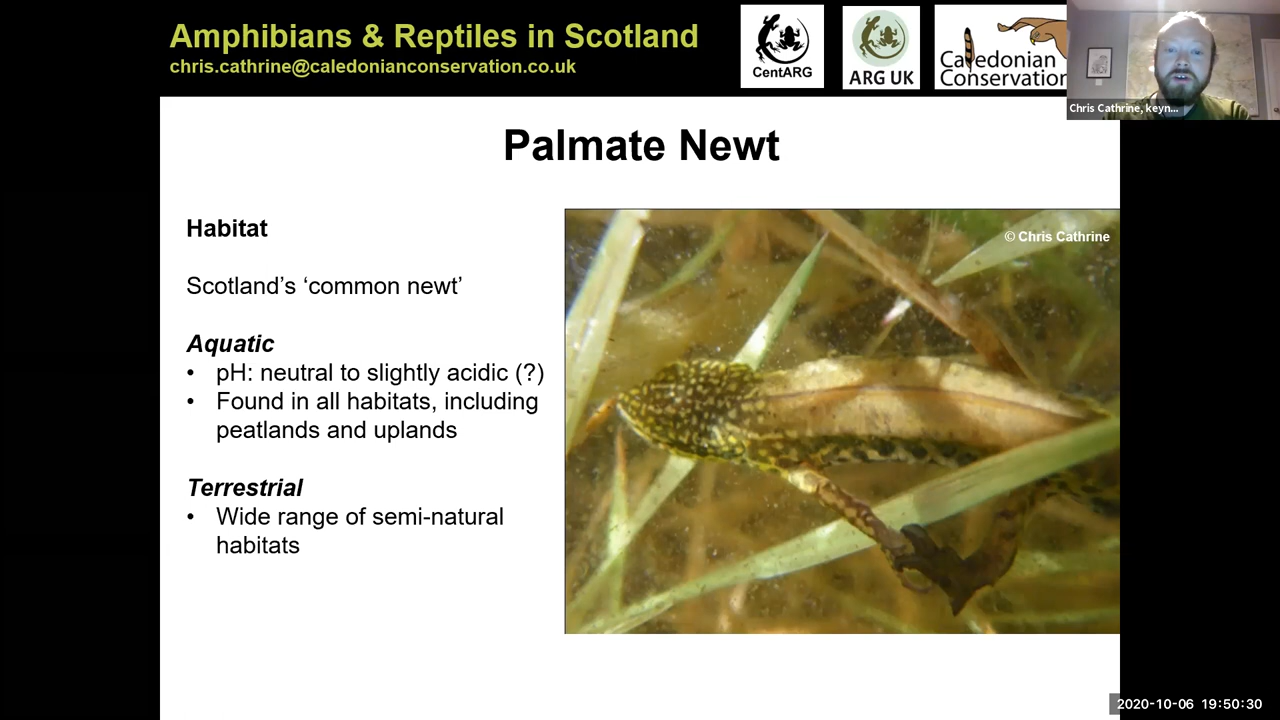 Amphibians & Reptiles in Scotland
chris.cathrine@caledonianconservation.co.uk
CentARG
ARG UK
Caledonian
Conservation
Chris Cathrine, keyn...
Palmate Newt
Habitat
© Chris Cathrine
Scotland’s ‘common newt’
Aquatic
• pH: neutral to slightly acidic (?)
• Found in all habitats, including
peatlands and uplands
Terrestrial
• Wide range of semi-natural
habitats
2020-10-06 19:50:30